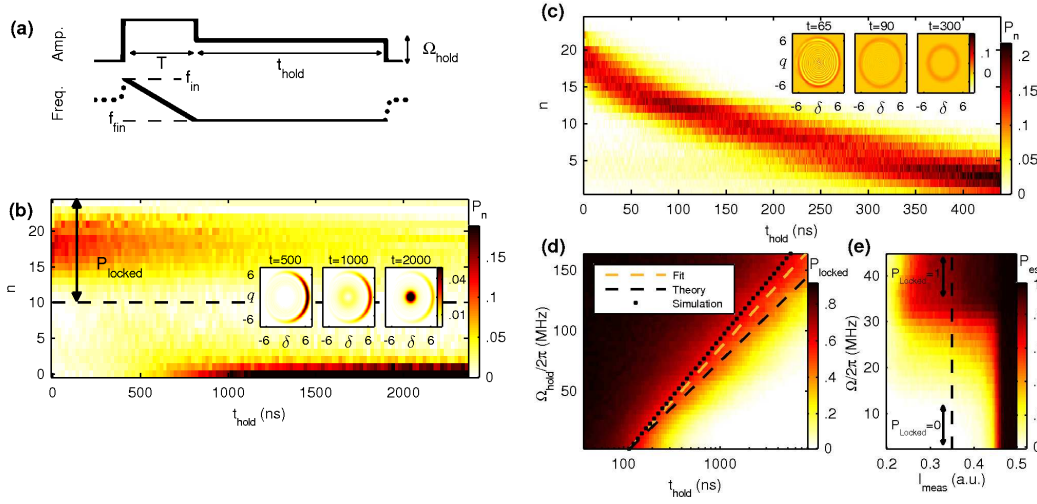 (a)
Amp.
T
t_hold
Ω_hold
Freq.
f_in
f_fin
(b)
P_n
n
20
15
10
5
0
P_locked
t=500 t=1000 t=2000
6
q
-6
-6 δ 6 -6 δ 6 -6 δ 6
.04
.01
.15
.10
.05
0
0 500 1000 1500 2000
t_hold (ns)
(c)
P_n
n
20
15
10
5
0
t=65 t=90 t=300
6
q
-6
-6 δ 6 -6 δ 6 -6 δ 6
.1
0
.2
.15
.1
.05
0
0 50 100 150 200 250 300 350 400
t_hold (ns)
(d)
P_locked
Fit
Theory
Simulation
Ω_hold/2π (MHz)
150
100
50
.8
.6
.4
.2
0
100 1000
t_hold (ns)
(e)
P_es
P_Locked=1
P_Locked=0
Ω/2π (MHz)
40
30
20
10
0.2 0.3 0.4 0.5
I_meas (a.u.)